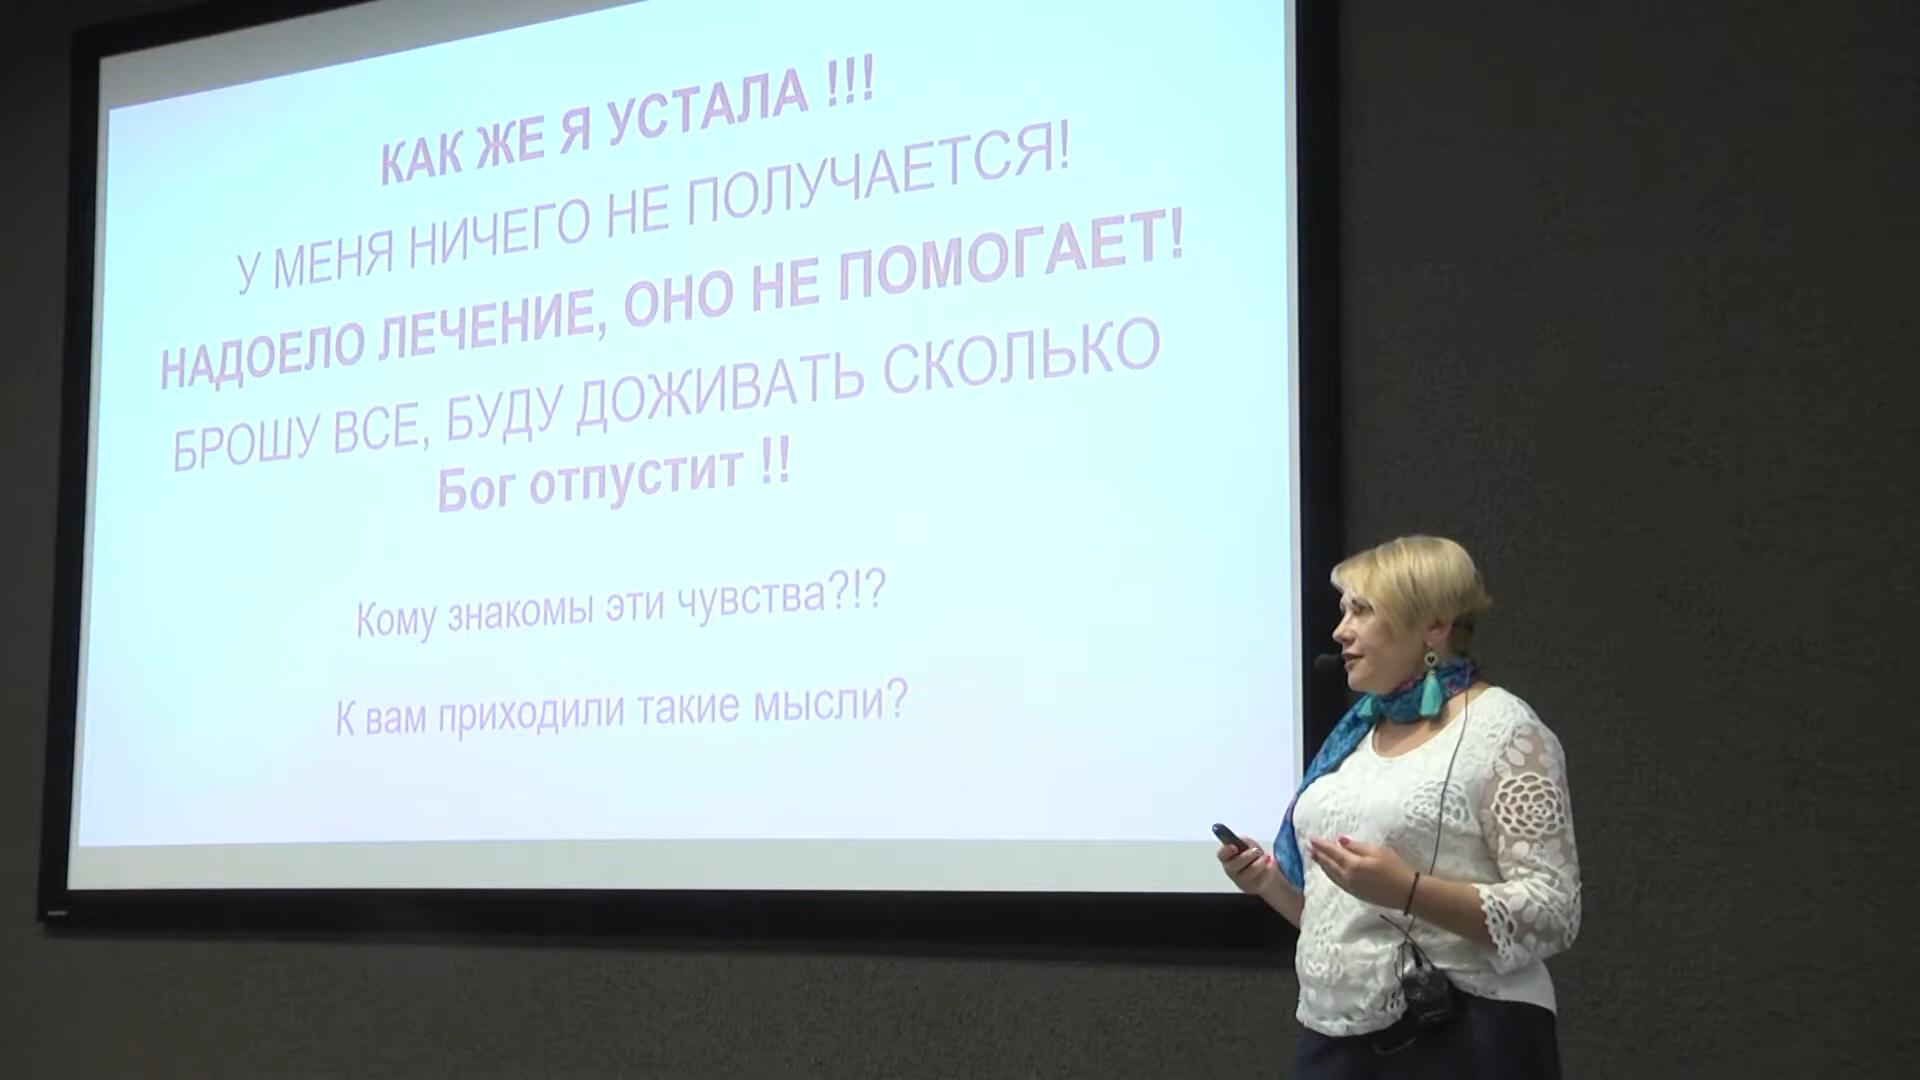 КАК ЖЕ Я УСТАЛА !!!
У МЕНЯ НИЧЕГО НЕ ПОЛУЧАЕТСЯ!
НАДОЕЛО ЛЕЧЕНИЕ, ОНО НЕ ПОМОГАЕТ!
БРОШУ ВСЕ, БУДУ ДОЖИВАТЬ СКОЛЬКО
Бог отпустит !!
Кому знакомы эти чувства?!?
К вам приходили такие мысли?